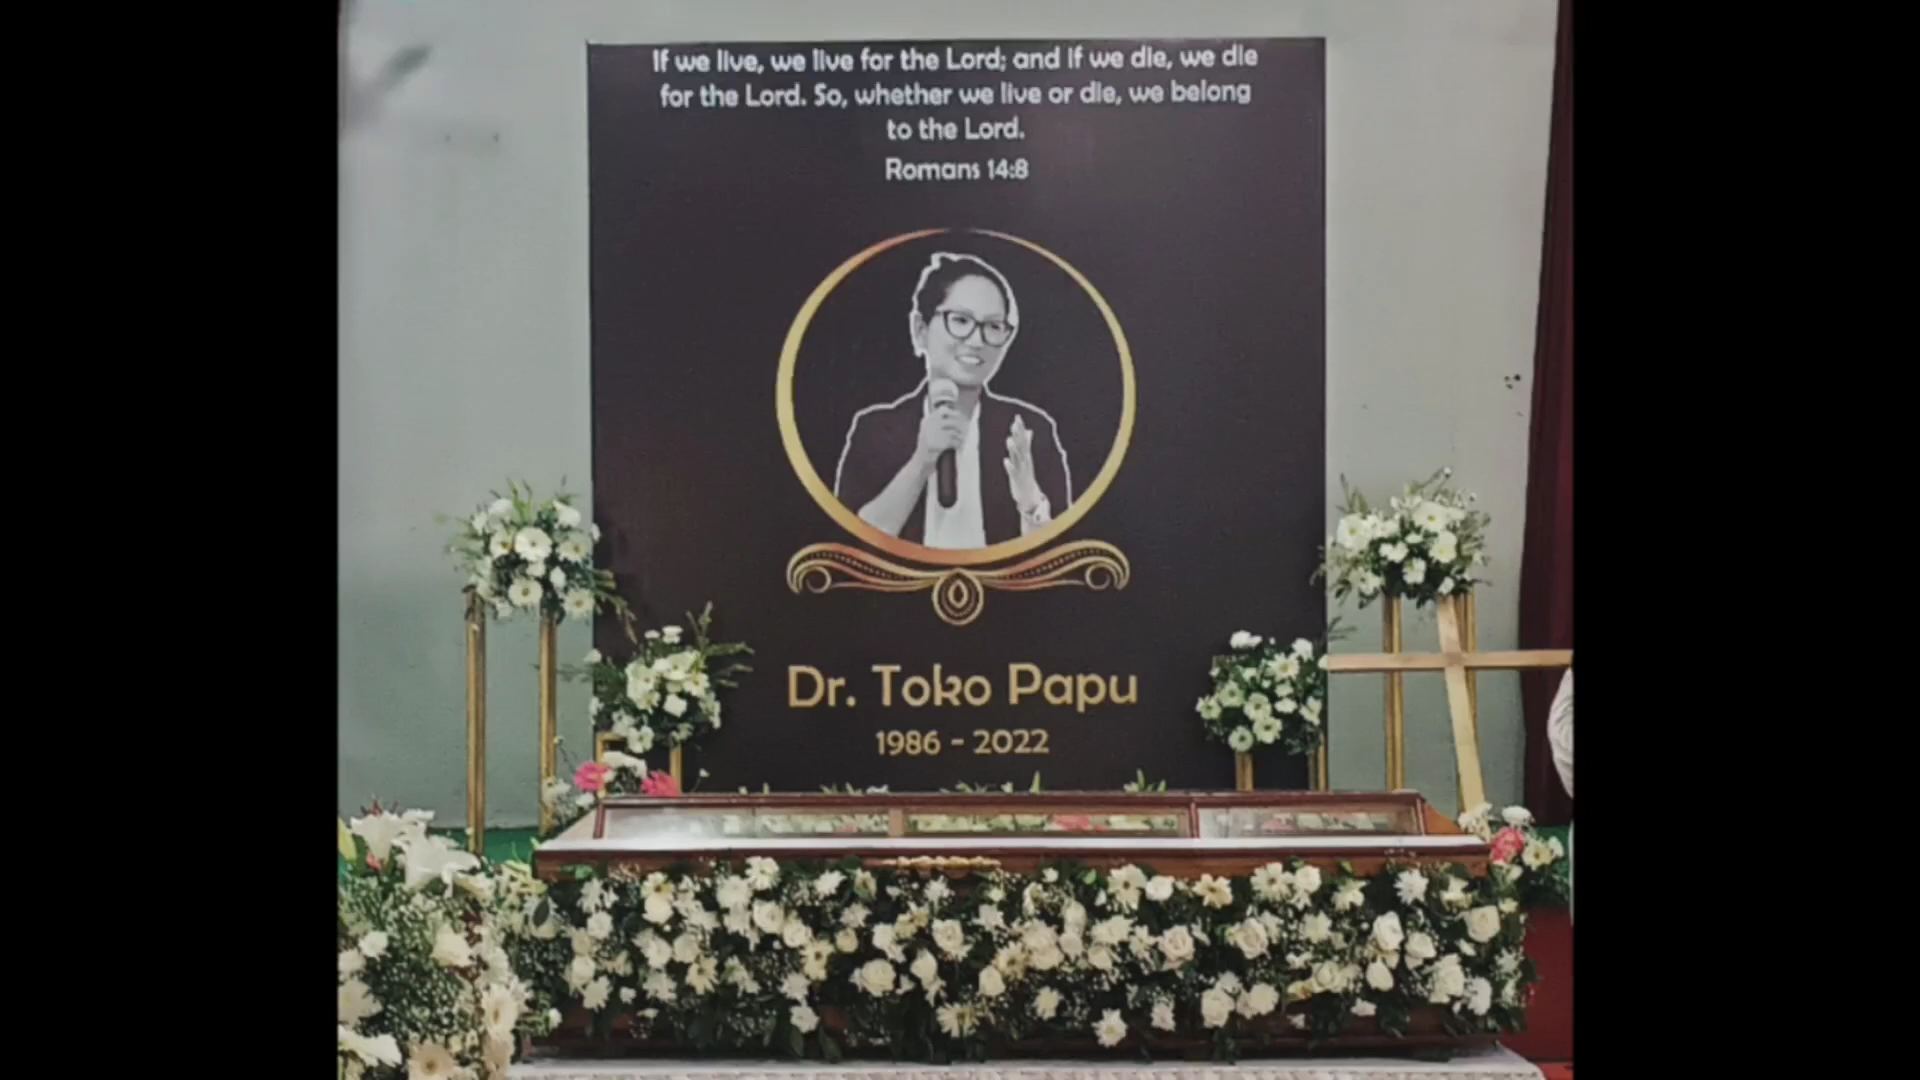 If we live, we live for the Lord; and if we die, we die
for the Lord. So, whether we live or die, we belong
to the Lord.
Romans 14:8
Dr. Toko Papu
1986 - 2022